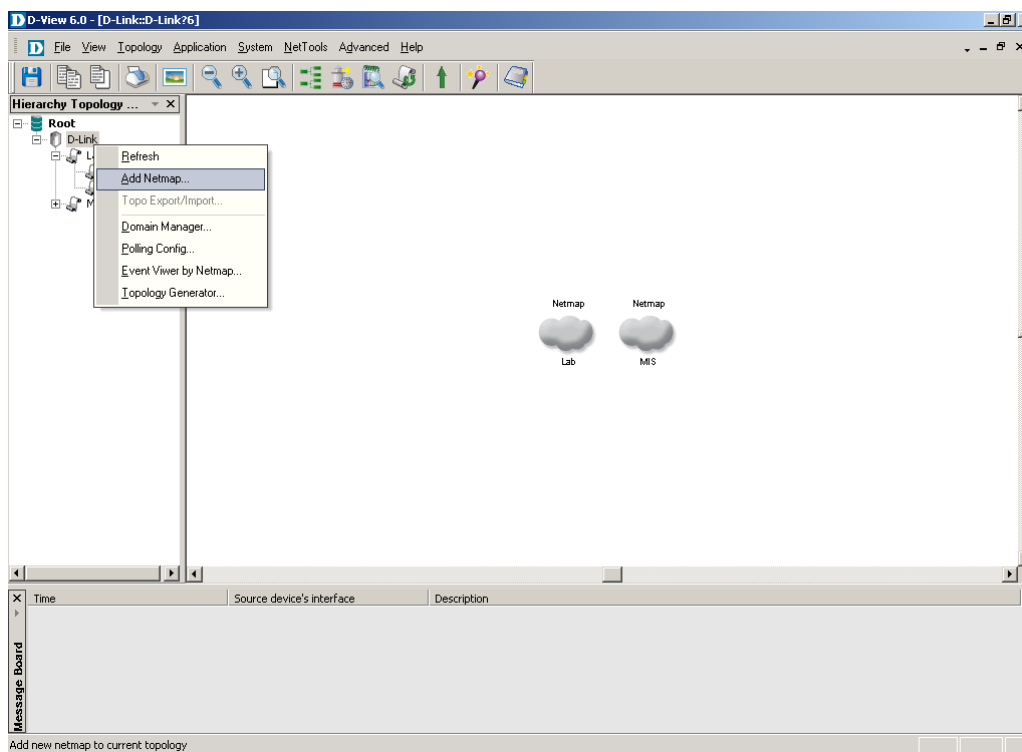 D-View 6.0 - [D-Link::D-Link?6]
File View Topology Application System NetTools Advanced Help
Hierarchy Topology ...
Root
D-Link
L
M
Refresh
Add Netmap...
Topo Export/Import...
Domain Manager...
Polling Config...
Event Viwer by Netmap...
Topology Generator...
Netmap Netmap
Lab MIS
Time Source device's interface Description
Message Board
Add new netmap to current topology